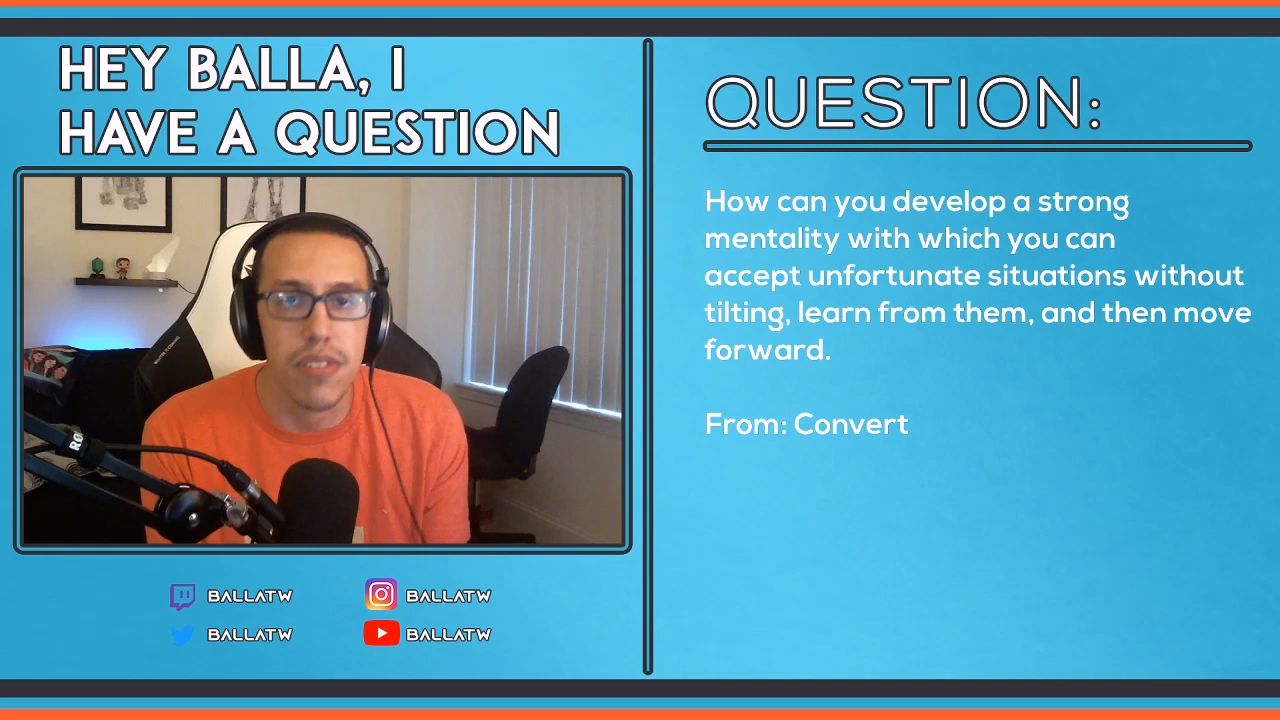 HEY BALLA, I
HAVE A QUESTION
QUESTION:
How can you develop a strong
mentality with which you can
accept unfortunate situations without
tilting, learn from them, and then move
forward.
From: Convert
BALLATW
BALLATW
BALLATW
BALLATW